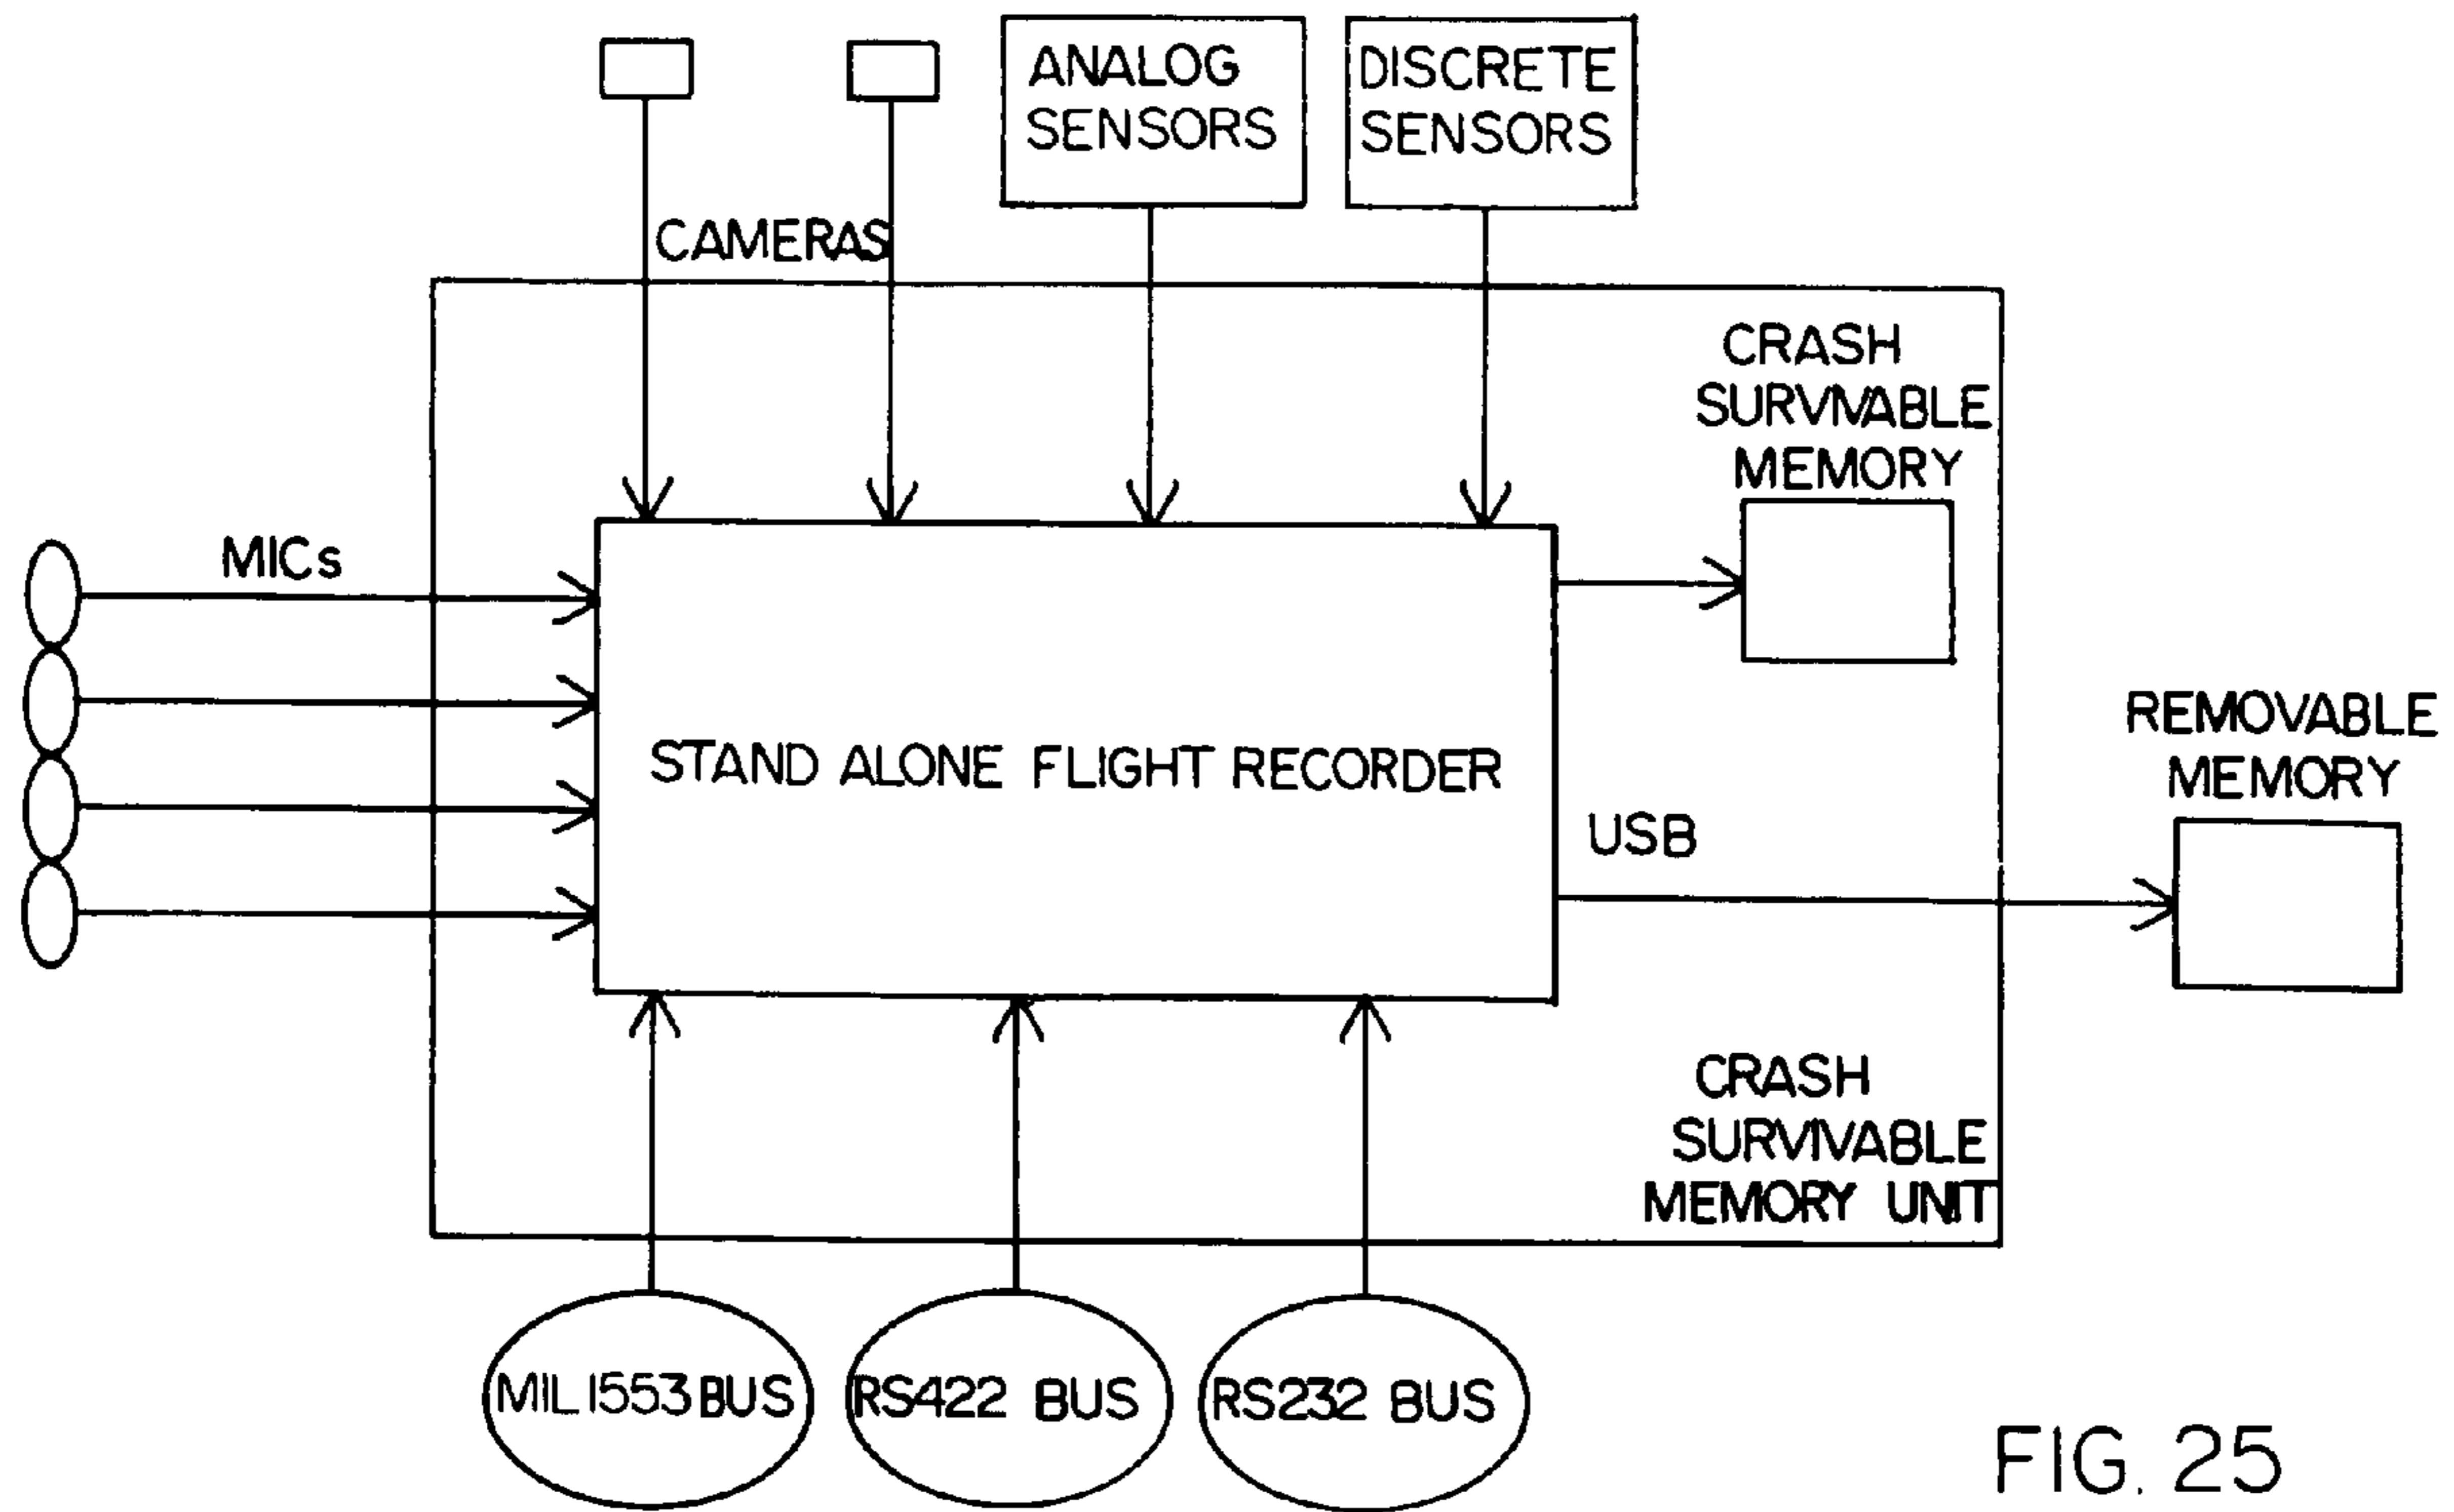 ANALOG
SENSORS
DISCRETE
SENSORS
CAMERAS
CRASH
SURVIVABLE
MEMORY
MICs
STAND ALONE FLIGHT RECORDER
REMOVABLE
MEMORY
USB
CRASH
SURVIVABLE
MEMORY UNIT
MIL1553 BUS
RS422 BUS
RS232 BUS
FIG. 25